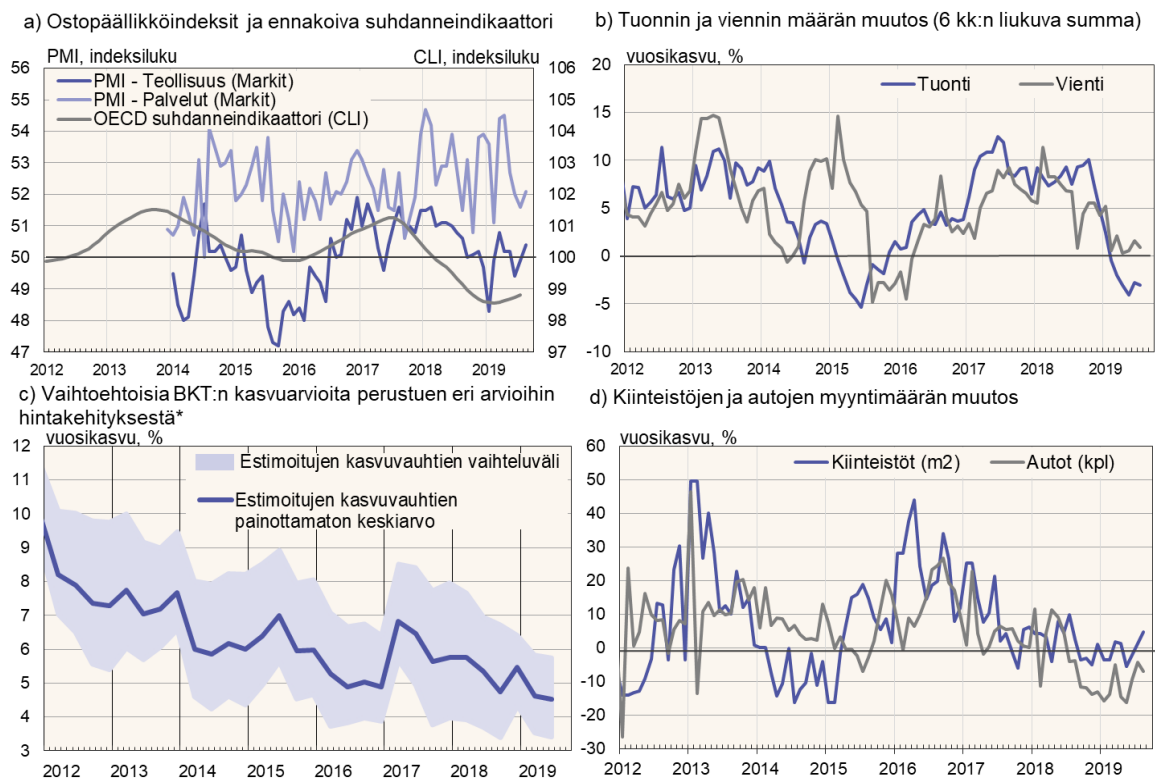 a) Ostopäällikköindeksit ja ennakoiva suhdanneindikaattori
PMI, indeksiluku
CLI, indeksiluku
56
55
54
53
52
51
50
49
48
47
106
105
104
103
102
101
100
99
98
97
PMI - Teollisuus (Markit)
PMI - Palvelut (Markit)
OECD suhdanneindikaattori (CLI)
2012 2013 2014 2015 2016 2017 2018 2019
b) Tuonnin ja viennin määrän muutos (6 kk:n liukuva summa)
vuosikasvu, %
20
15
10
5
0
-5
-10
Tuonti
Vienti
2012 2013 2014 2015 2016 2017 2018 2019
c) Vaihtoehtoisia BKT:n kasvuarvioita perustuen eri arvioihin
hintakehityksestä*
vuosikasvu, %
12
11
10
9
8
7
6
5
4
3
Estimoitujen kasvuvauhtien vaihteluväli
Estimoitujen kasvuvauhtien
painottamaton keskiarvo
2012 2013 2014 2015 2016 2017 2018 2019
d) Kiinteistöjen ja autojen myyntimäärän muutos
vuosikasvu, %
60
50
40
30
20
10
0
-10
-20
-30
Kiinteistöt (m2)
Autot (kpl)
2012 2013 2014 2015 2016 2017 2018 2019